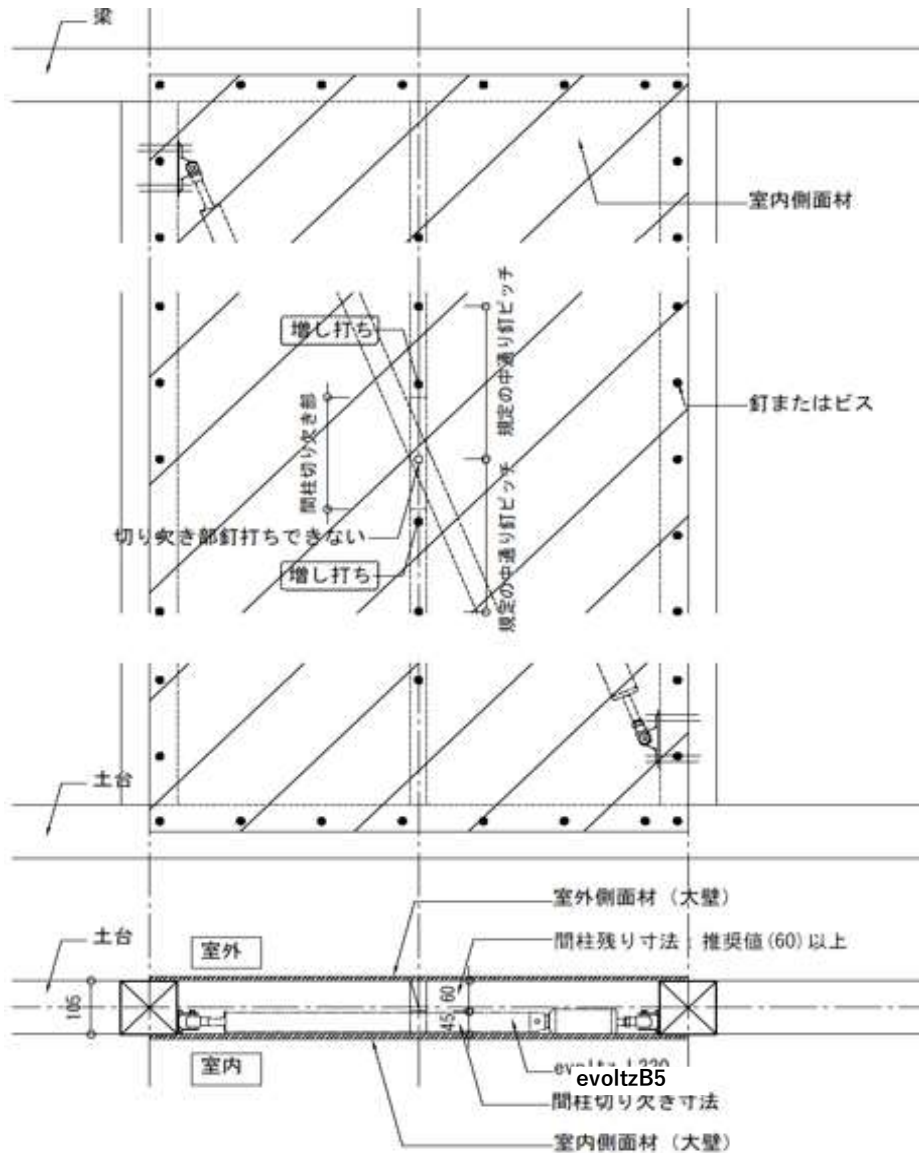 梁
室内側面材
規定の中通り釘ピッチ
増し打ち
釘またはビス
間柱切り欠き部
切り欠き部釘打ちできない
増し打ち
規定の中通り釘ピッチ
土台
室外側面材（大壁）
土台
室外
間柱残り寸法：推奨値(60)以上
105
60
45
室内
evoltzB5
間柱切り欠き寸法
室内側面材（大壁）